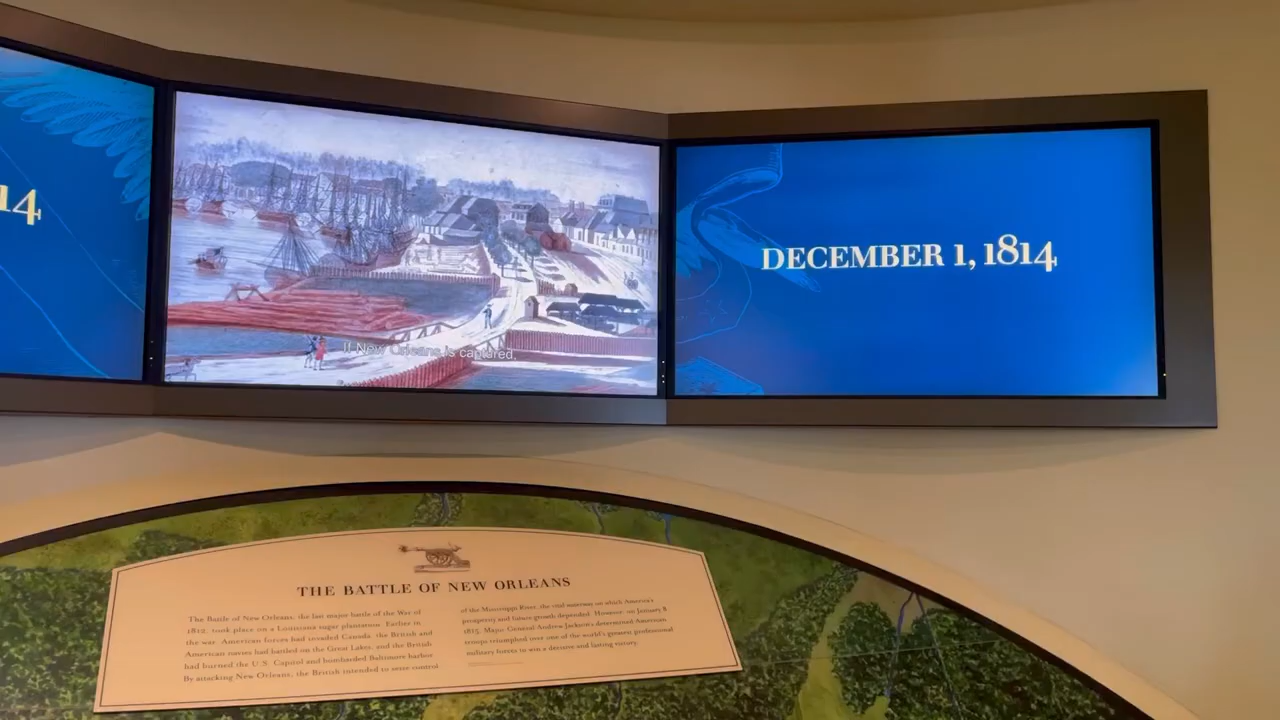 14
If New Orleans is captured,
DECEMBER 1, 1814
THE BATTLE OF NEW ORLEANS
The Battle of New Orleans, the last major battle of the War of
1812, took place on a Louisiana sugar plantation. Earlier in
the war, American forces had invaded Canada, the British and
American navies had battled on the Great Lakes, and the British
had burned the U.S. Capitol and bombarded Baltimore harbor.
By attacking New Orleans, the British intended to seize control
of the Mississippi River, the vital waterway on which America's
prosperity and future growth depended. However, on January 8
1815, Major General Andrew Jackson's determined American
troops triumphed over one of the world's greatest professional
military forces to win a decisive and lasting victory.